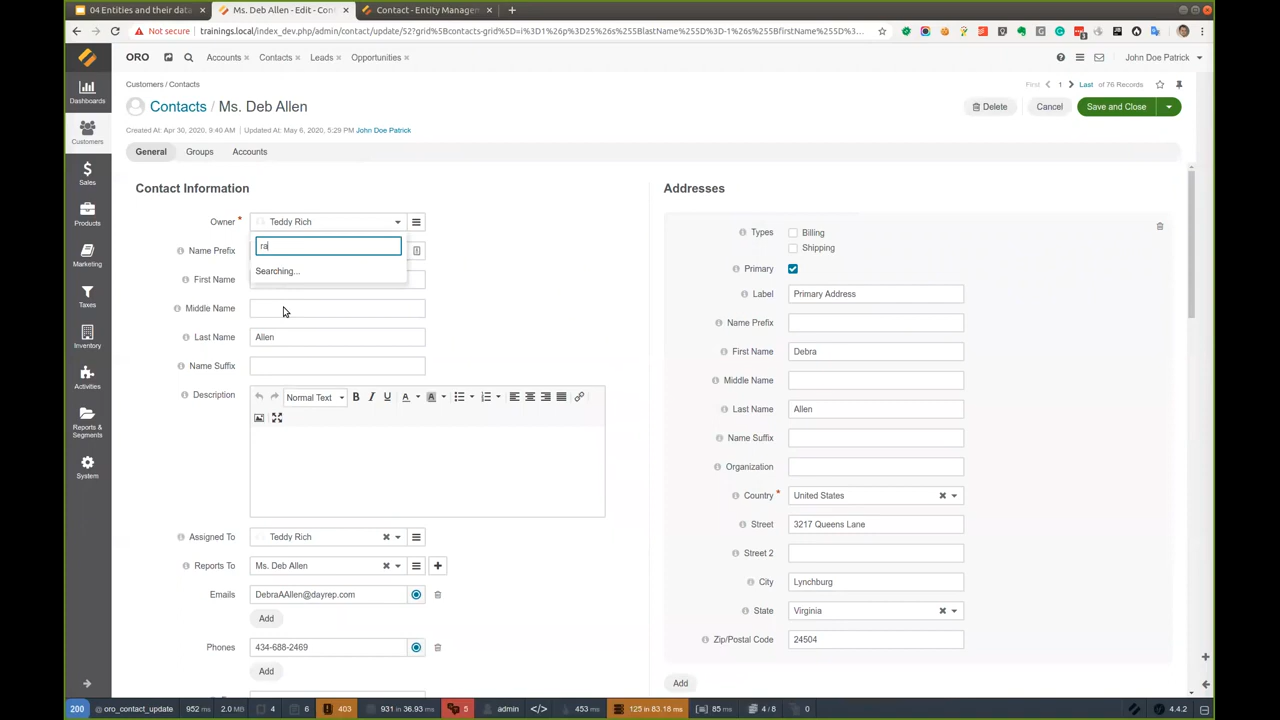 04 Entities and their data
Ms. Deb Allen - Edit - Cont
Contact - Entity Managem
Not secure
trainings.local/index_dev.php/admin/contact/update/52?grid%5Bcontacts-grid%5D=i%3D1%26p%3D25%26s%255BlastName%255D%3D-1%26s%255BfirstName%255D%3D...
ORO
Accounts
Contacts
Leads
Opportunities
John Doe Patrick
Customers / Contacts
First
1
Last of 76 Records
Contacts / Ms. Deb Allen
Delete
Cancel
Save and Close
Created At: Apr 30, 2020, 9:40 AM
Updated At: May 6, 2020, 5:29 PM John Doe Patrick
General
Groups
Accounts
Dashboards
Customers
Sales
Products
Marketing
Taxes
Inventory
Activities
Reports & Segments
System
Contact Information
Owner *
Teddy Rich
ra
Searching...
Name Prefix
First Name
Middle Name
Last Name
Allen
Name Suffix
Description
Normal Text
B I U A A
Assigned To
Teddy Rich
Reports To
Ms. Deb Allen
Emails
DebraAAllen@dayrep.com
Add
Phones
434-688-2469
Add
Addresses
Types
Billing
Shipping
Primary
Label
Primary Address
Name Prefix
First Name
Debra
Middle Name
Last Name
Allen
Name Suffix
Organization
Country *
United States
Street
3217 Queens Lane
Street 2
City
Lynchburg
State
Virginia
Zip/Postal Code
24504
Add
200 @ oro_contact_update 952 ms 2.0 MB 4 6 403 931 in 36.93 ms 5 admin </> 453 ms 125 in 83.18 ms 85 ms 4 / 8 0 4.4.2